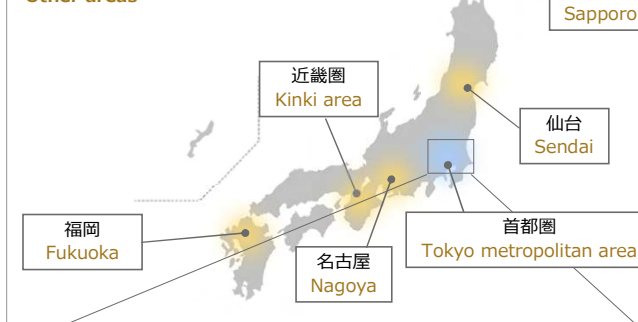 Other areas
Sapporo
近畿圏
Kinki area
仙台
Sendai
福岡
Fukuoka
首都圏
Tokyo metropolitan area
名古屋
Nagoya